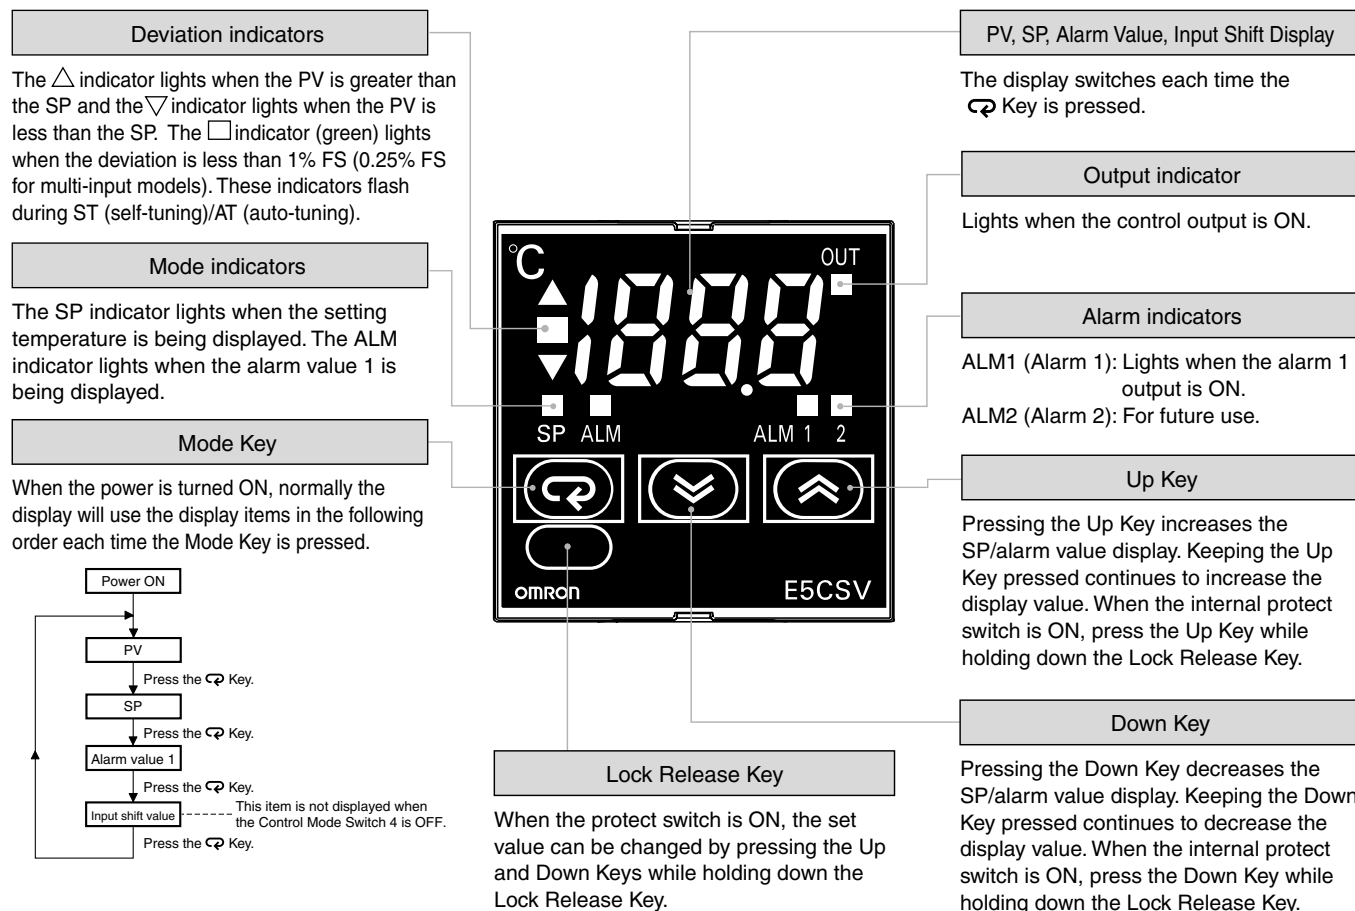 Deviation indicators
The △ indicator lights when the PV is greater than
the SP and the ▽ indicator lights when the PV is
less than the SP. The □ indicator (green) lights
when the deviation is less than 1% FS (0.25% FS
for multi-input models). These indicators flash
during ST (self-tuning)/AT (auto-tuning).
Mode indicators
The SP indicator lights when the setting
temperature is being displayed. The ALM
indicator lights when the alarm value 1 is
being displayed.
Mode Key
When the power is turned ON, normally the
display will use the display items in the following
order each time the Mode Key is pressed.
Power ON
PV
Press the Key.
SP
Press the Key.
Alarm value 1
Press the Key.
Input shift value
This item is not displayed when
the Control Mode Switch 4 is OFF.
Press the Key.
°C
OUT
188.8
SP ALM
ALM 1 2
OMRON
E5CSV
Lock Release Key
When the protect switch is ON, the set
value can be changed by pressing the Up
and Down Keys while holding down the
Lock Release Key.
PV, SP, Alarm Value, Input Shift Display
The display switches each time the
Key is pressed.
Output indicator
Lights when the control output is ON.
Alarm indicators
ALM1 (Alarm 1): Lights when the alarm 1
output is ON.
ALM2 (Alarm 2): For future use.
Up Key
Pressing the Up Key increases the
SP/alarm value display. Keeping the Up
Key pressed continues to increase the
display value. When the internal protect
switch is ON, press the Up Key while
holding down the Lock Release Key.
Down Key
Pressing the Down Key decreases the
SP/alarm value display. Keeping the Down
Key pressed continues to decrease the
display value. When the internal protect
switch is ON, press the Down Key while
holding down the Lock Release Key.